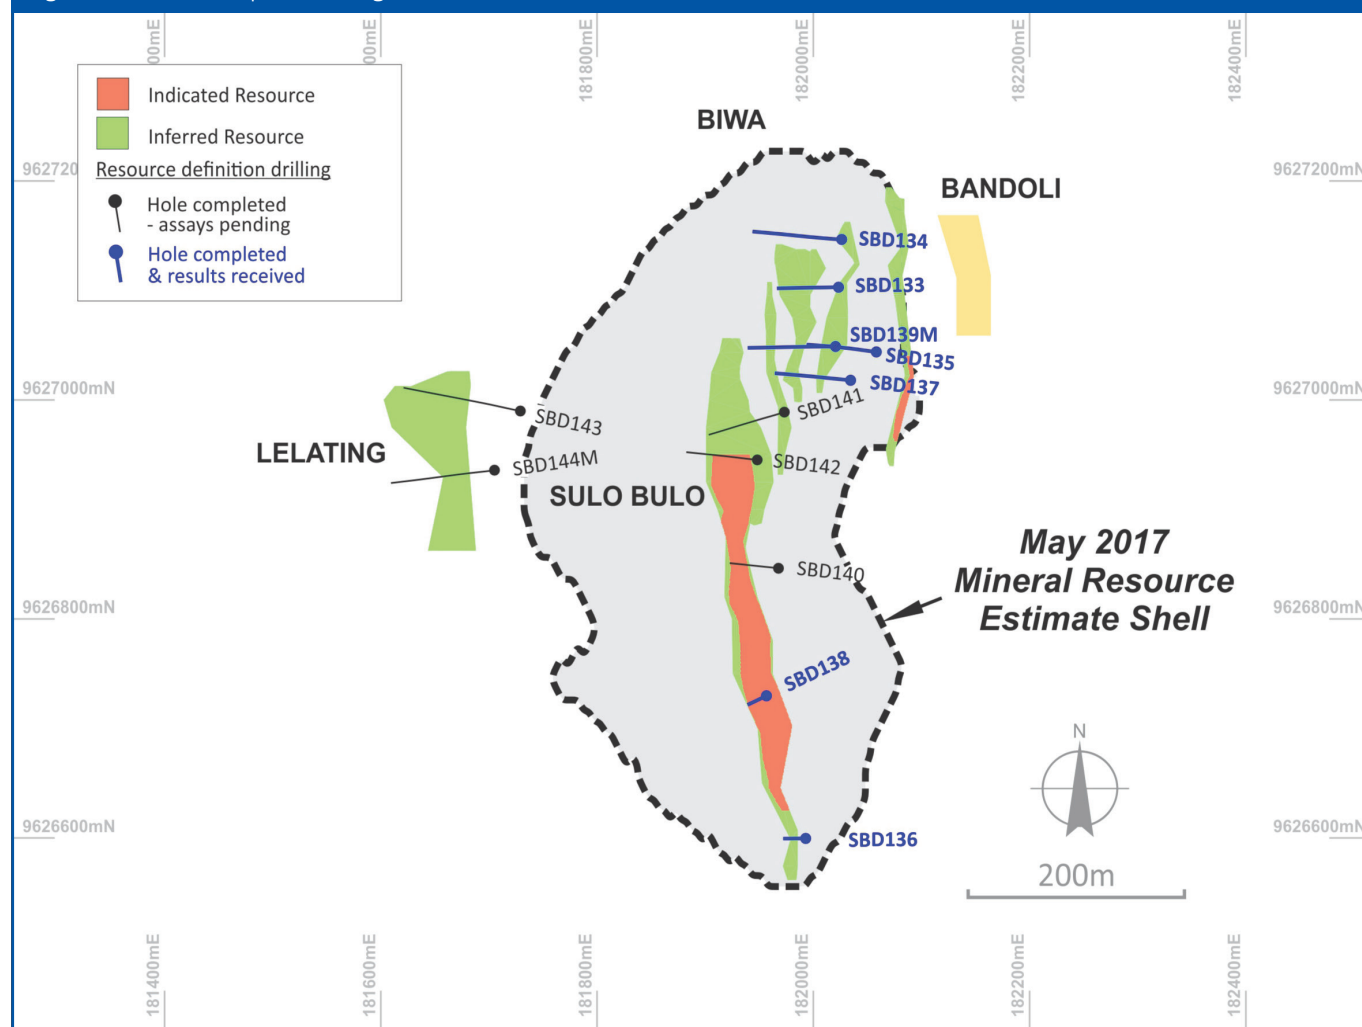 181800mE
182000mE
182200mE
182400mE
Indicated Resource
Inferred Resource
Resource definition drilling
Hole completed
- assays pending
Hole completed
& results received
BIWA
9627200mN
BANDOLI
SBD134
SBD133
SBD139M
SBD135
SBD137
9627000mN
9627000mN
SBD141
SBD143
LELATING
SBD144M
SBD142
SULO BULO
May 2017
Mineral Resource
Estimate Shell
SBD140
9626800mN
9626800mN
SBD138
N
9626600mN
9626600mN
SBD136
200m
181400mE
181600mE
181800mE
182000mE
182200mE
182400mE